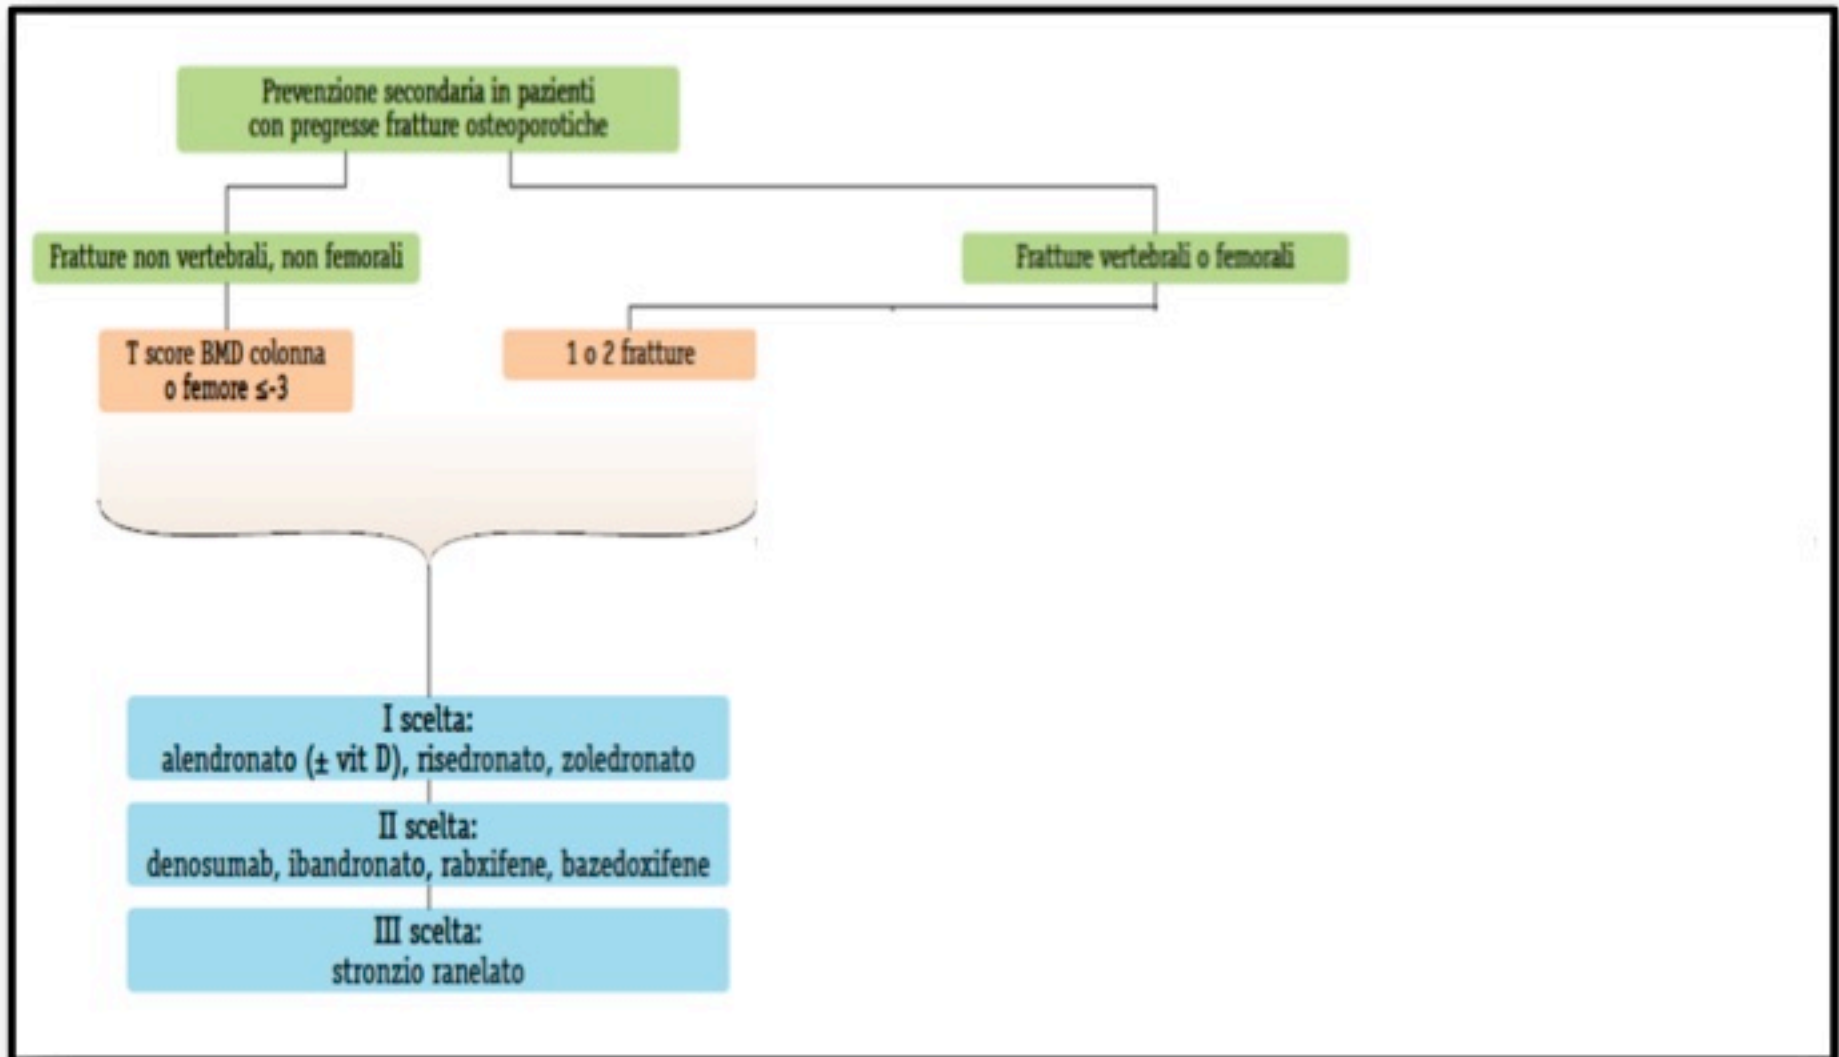 Prevenzione secondaria in pazienti
con pregresse fratture osteoporotiche
Fratture non vertebrali, non femorali
Fratture vertebrali o femorali
T score BMD colonna
o femore ≤-3
1 o 2 fratture
I scelta:
alendronato (± vit D), risedronato, zoledronato
II scelta:
denosumab, ibandronato, rabxifene, bazedoxifene
III scelta:
stronzio ranelato